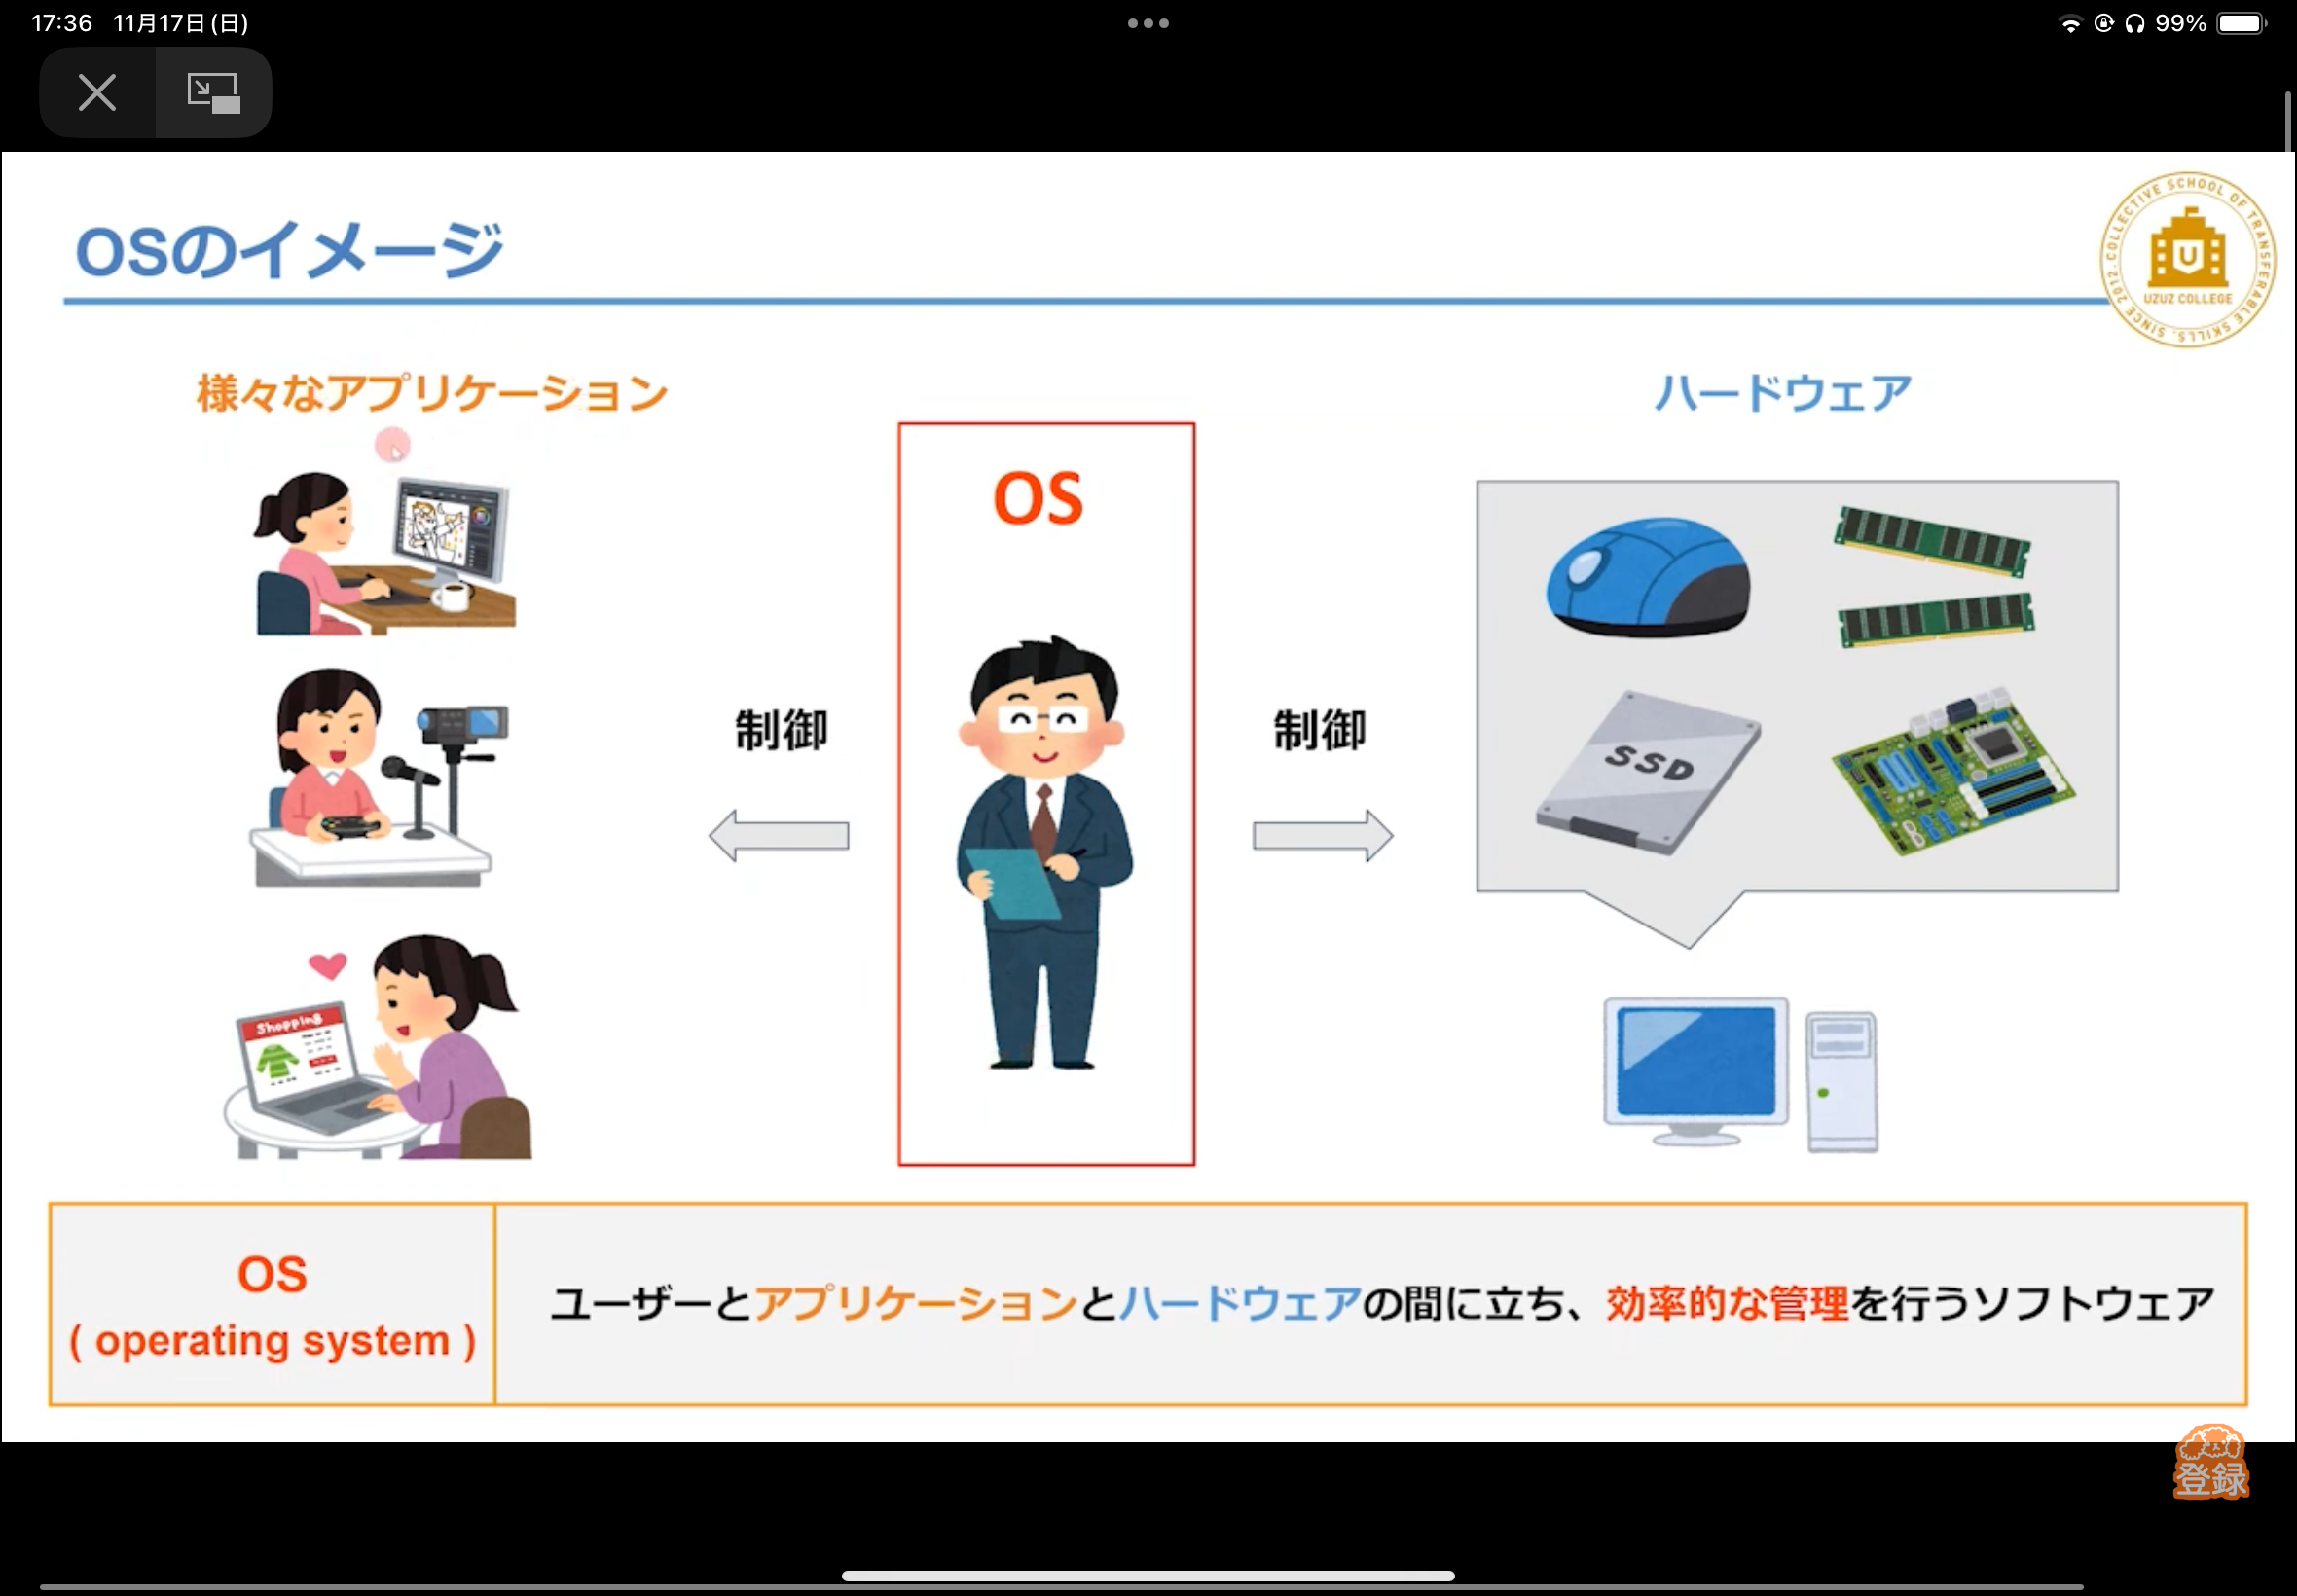 17:36 11月17日(日)
99%
OSのイメージ
COLLECTIVE SCHOOL OF TRANSFERABLE SKILLS. SINCE 2012.
U
UZUZ COLLEGE
様々なアプリケーション
ハードウェア
OS
制御
制御
SSD
Shopping
OS
( operating system )
ユーザーとアプリケーションとハードウェアの間に立ち、効率的な管理を行うソフトウェア
登録